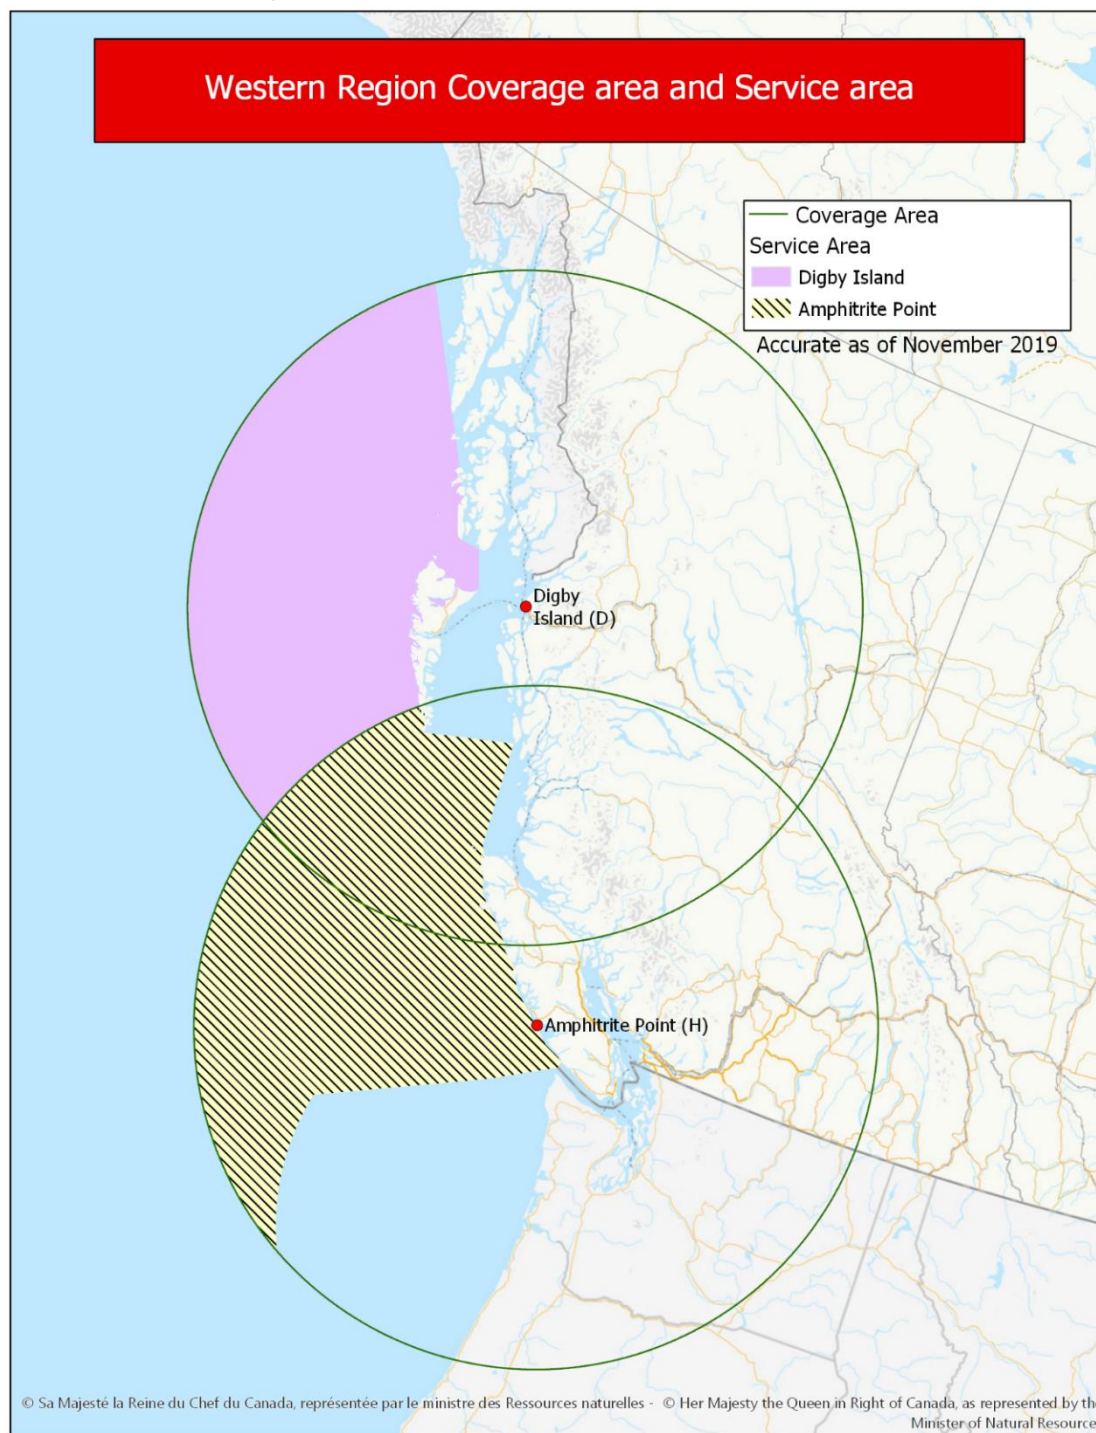 Western Region Coverage area and Service area
Coverage Area
Service Area
Digby Island
Amphitrite Point
Accurate as of November 2019
Digby
Island (D)
Amphitrite Point (H)
© Sa Majesté la Reine du Chef du Canada, représentée par le ministre des Ressources naturelles - © Her Majesty the Queen in Right of Canada, as represented by the
Minister of Natural Resource